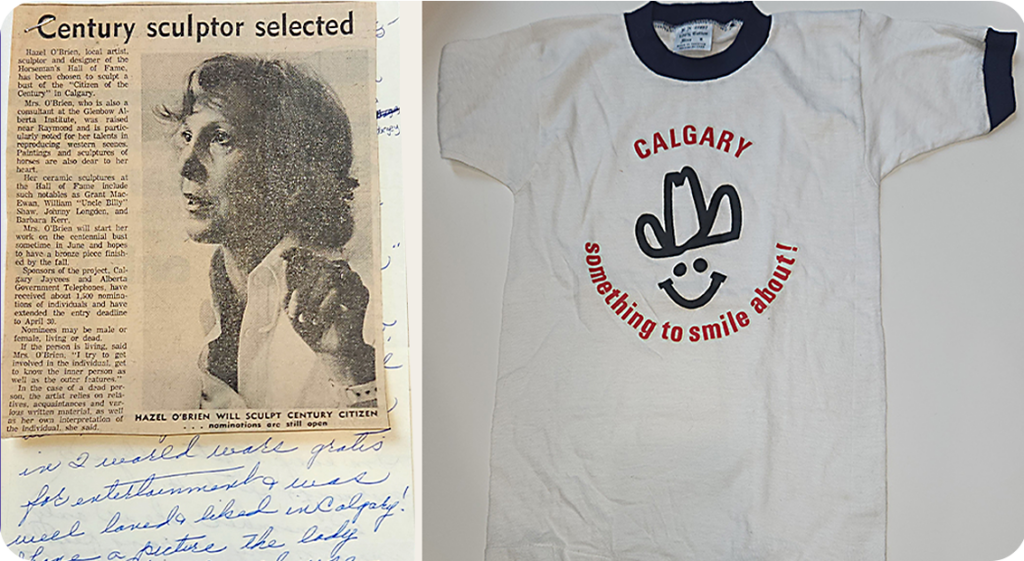 Century sculptor selected
Hazel O'Brien, local artist,
sculptor and designer of the
Horseman's Hall of Fame,
has been chosen to sculpt a
bust of the "Citizen of the
Century" in Calgary.
Mrs. O'Brien, who is also a
consultant at the Glenbow Al-
berta Institute, was raised
near Raymond and is partic-
ularly noted for her talents in
reproducing western scenes.
Paintings and sculptures of
horses are also dear to her
heart.
Her ceramic sculptures at
the Hall of Fame include
such notables as Grant Mac-
Ewan, William "Uncle Billy"
Shaw, Johnny Longden, and
Barbara Kerr.
Mrs. O'Brien will start her
work on the centennial bust
sometime in June and hopes
to have a bronze piece finish-
ed by the fall.
Sponsors of the project, Cal-
gary Jaycees and Alberta
Government Telephones, have
received about 1,500 nomina-
tions of individuals and have
extended the entry deadline
to April 30.
Nominees may be male or
female, living or dead.
If the person is living, said
Mrs. O'Brien, "I try to get
involved in the individual, get
to know the inner person as
well as the outer features."
In the case of a dead per-
son, the artist relies on rela-
tives, acquaintances and var-
ious written material, as well
as her own interpretation of
the individual, she said.
HAZEL O'BRIEN WILL SCULPT CENTURY CITIZEN
. . . nominations are still open
in 2 world wars gratis
for entertainment & was
well loved & liked in Calgary!
a picture the lady
CALGARY
something to smile about!